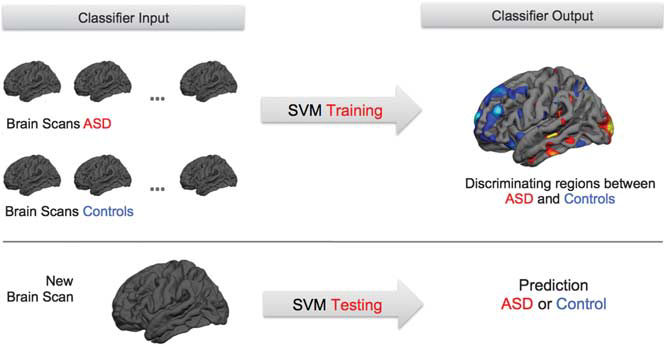 Classifier Input
Classifier Output
...
Brain Scans ASD
SVM Training
...
Brain Scans Controls
Discriminating regions between
ASD and Controls
New
Brain Scan
SVM Testing
Prediction
ASD or Control